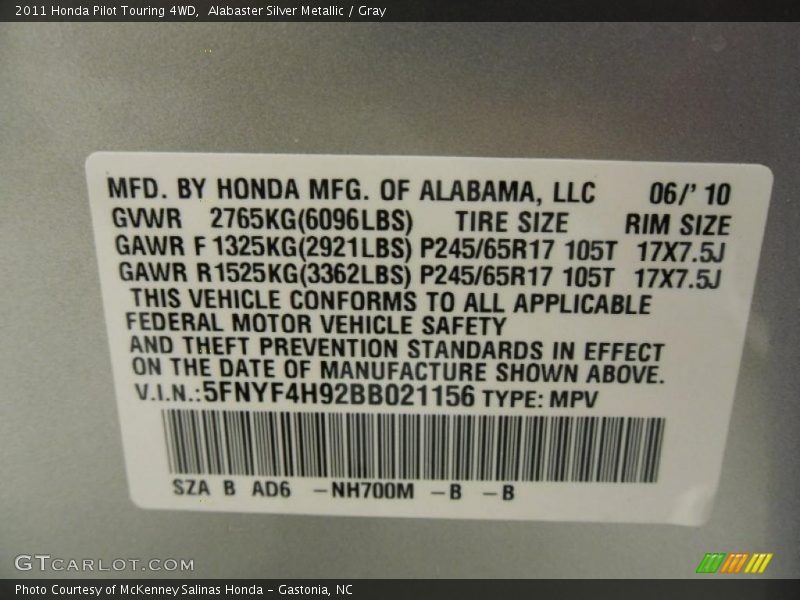 2011 Honda Pilot Touring 4WD,  Alabaster Silver Metallic / Gray
MFD. BY HONDA MFG. OF ALABAMA, LLC 06/' 10
GVWR 2765KG(6096LBS) TIRE SIZE RIM SIZE
GAWR F 1325KG(2921LBS) P245/65R17 105T 17X7.5J
GAWR R1525KG(3362LBS) P245/65R17 105T 17X7.5J
THIS VEHICLE CONFORMS TO ALL APPLICABLE
FEDERAL MOTOR VEHICLE SAFETY
AND THEFT PREVENTION STANDARDS IN EFFECT
ON THE DATE OF MANUFACTURE SHOWN ABOVE.
V.I.N.:5FNYF4H92BB021156 TYPE: MPV
SZA B AD6 -NH700M -B -B
GTCARLOT.COM
Photo Courtesy of McKenney Salinas Honda - Gastonia, NC